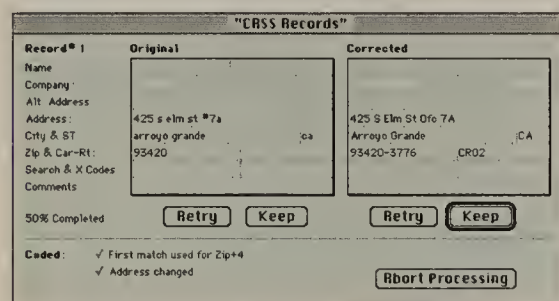 "CASS Records"
Record# 1 Original Corrected
Name
Company:
Alt. Address
Address: 425 s elm st #7a 425 S Elm St Ofc 7A
City & ST arroyo grande ca Arroyo Grande CA
Zip & Car-Rt: 93420 93420-3776 CR02
Search & X Codes
Comments
50% Completed Retry Keep Retry Keep
Coded: √ First match used for Zip+4
√ Address changed
Abort Processing